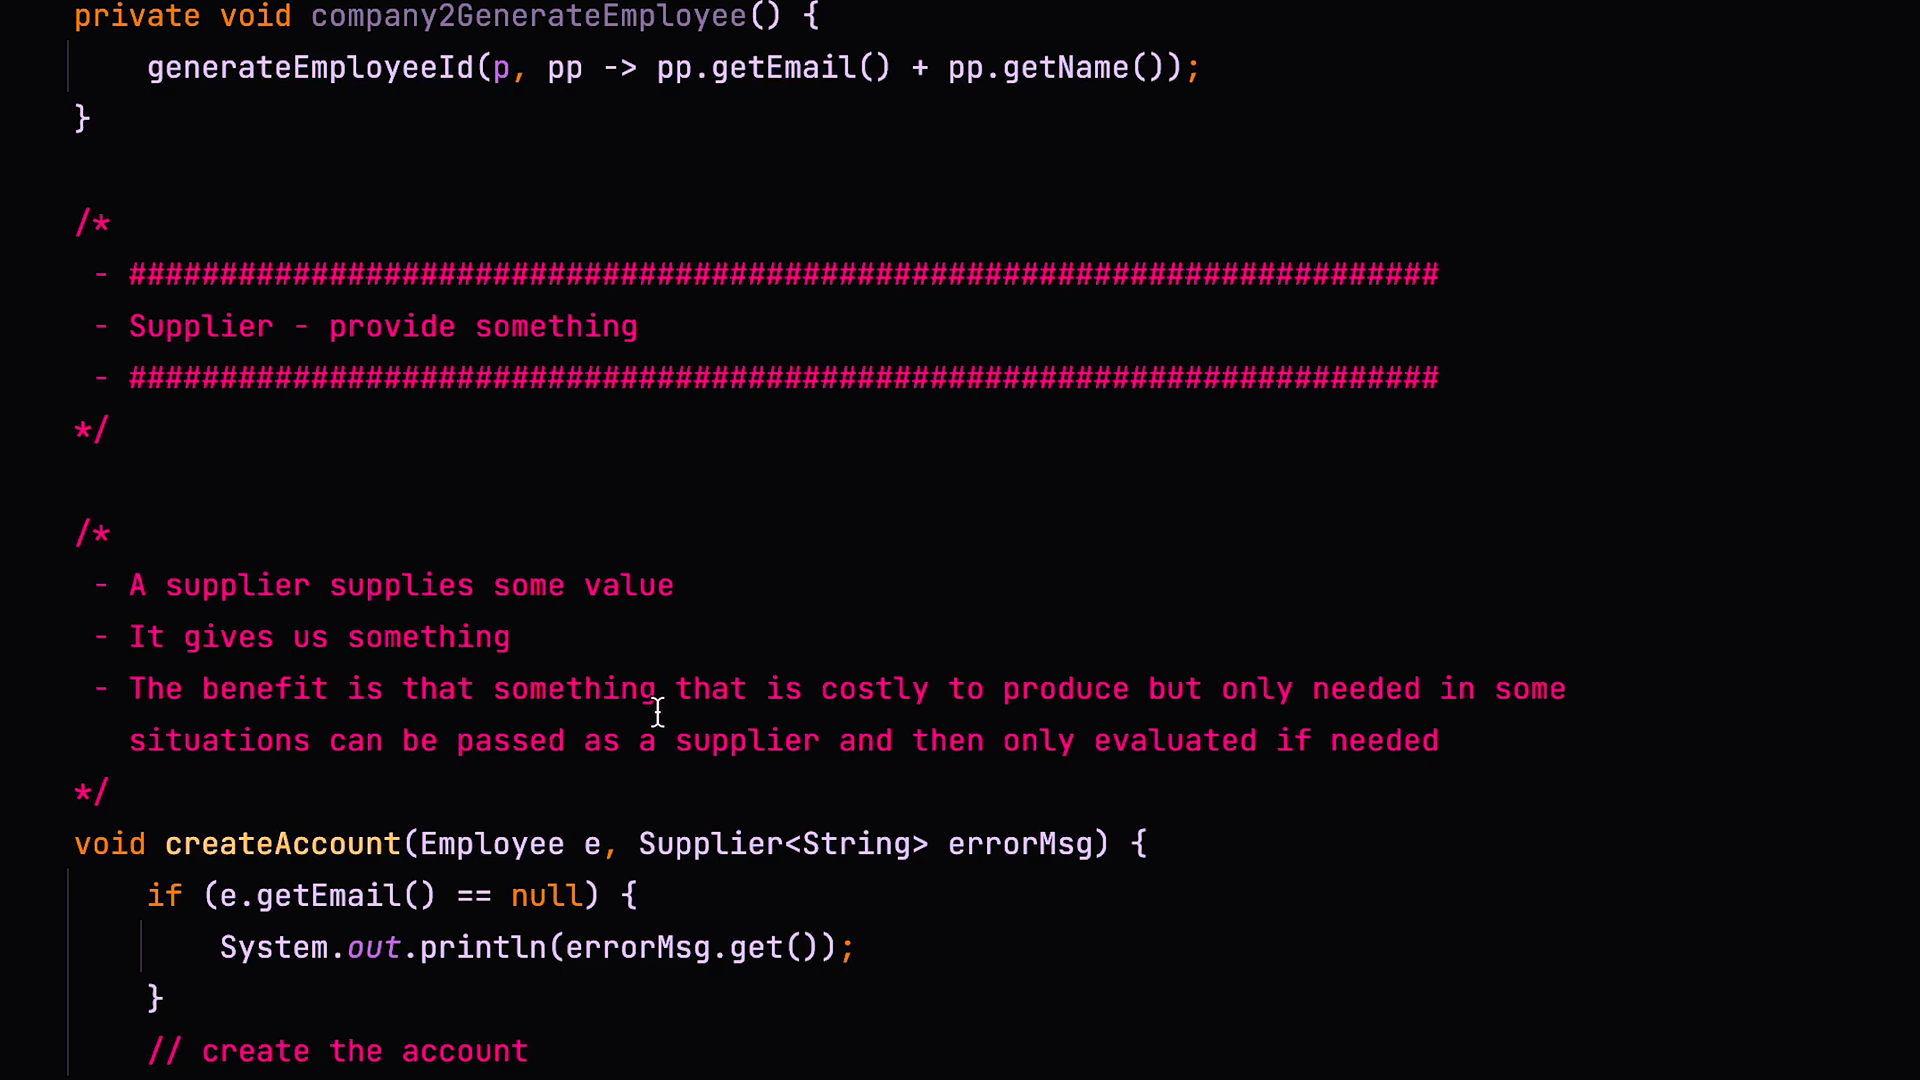 private void company2GenerateEmployee() {
generateEmployeeId(p, pp -> pp.getEmail() + pp.getName());
}
/*
- ########################################################################
- Supplier - provide something
- ########################################################################
*/
/*
- A supplier supplies some value
- It gives us something
- The benefit is that something that is costly to produce but only needed in some
situations can be passed as a supplier and then only evaluated if needed
*/
void createAccount(Employee e, Supplier<String> errorMsg) {
if (e.getEmail() == null) {
System.out.println(errorMsg.get());
}
// create the account